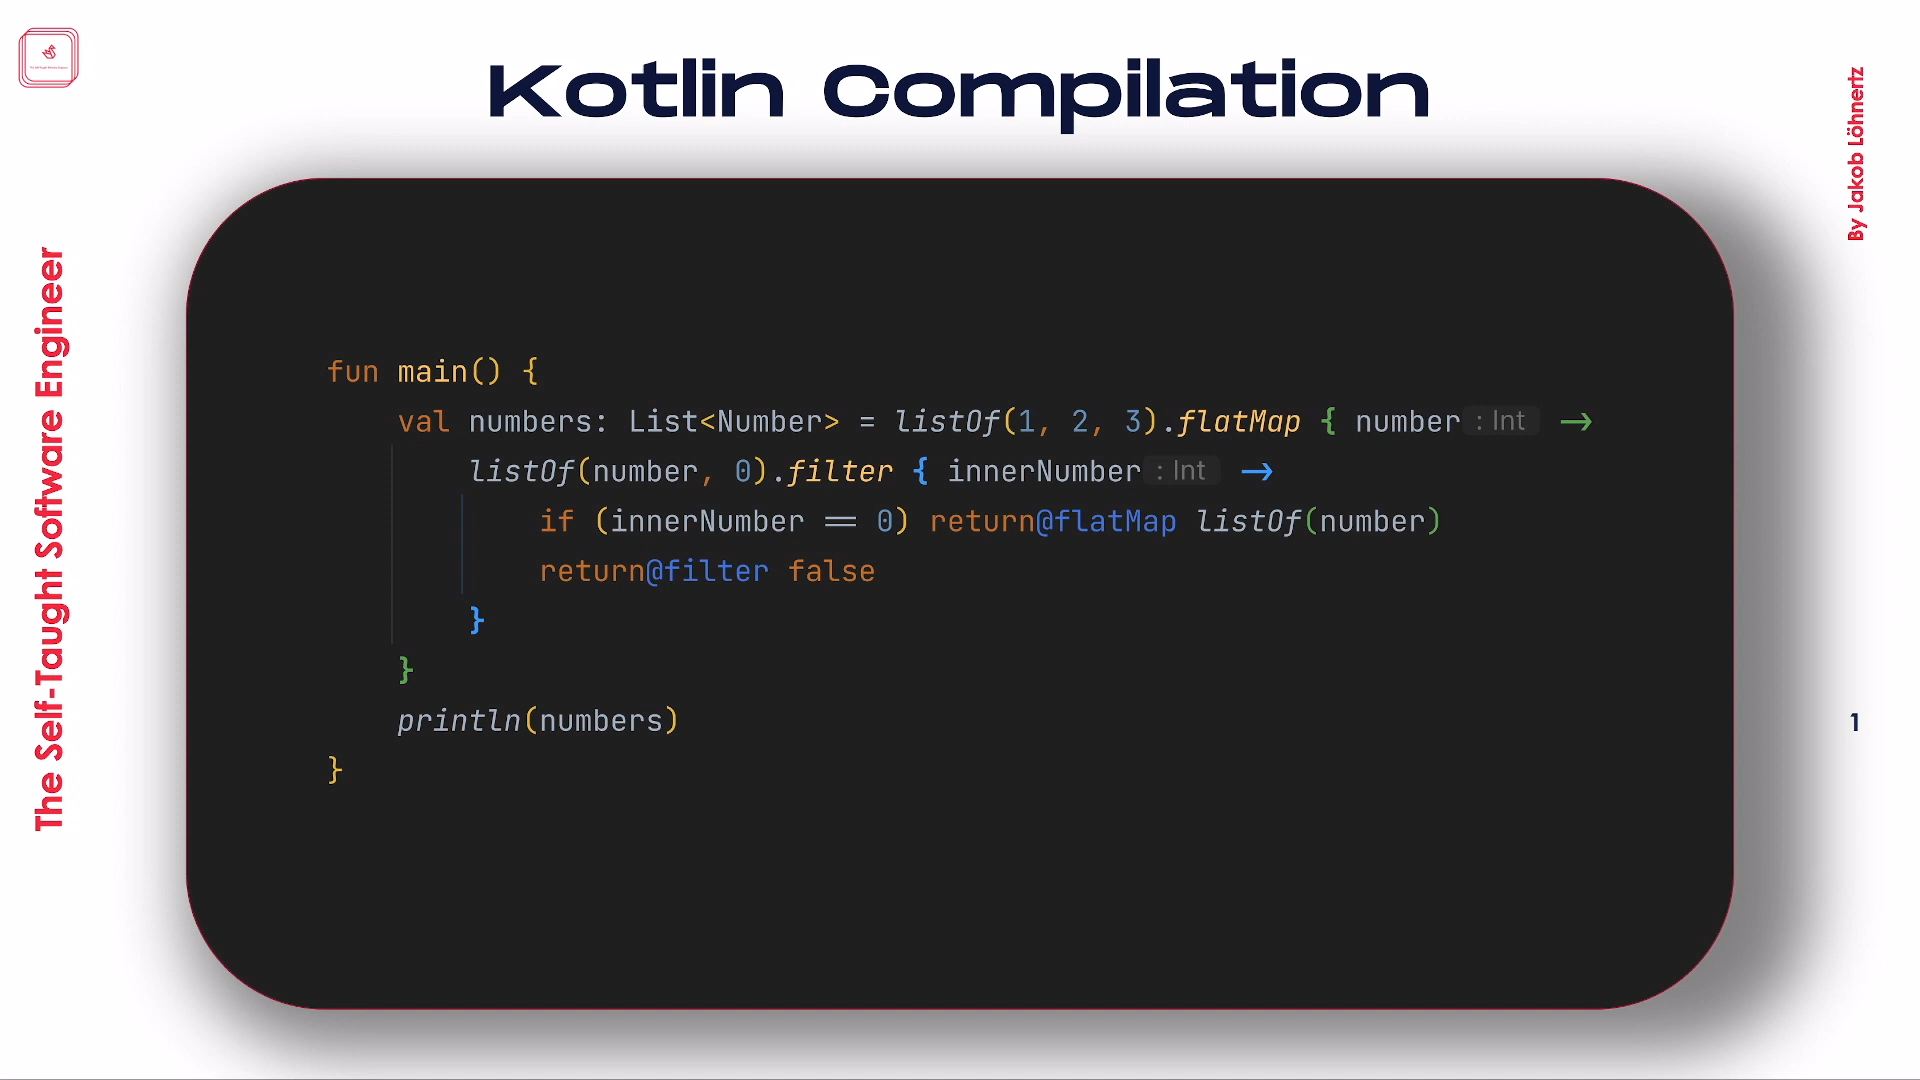 Kotlin Compilation
By Jakob Löhnertz
The Self-Taught Software Engineer
fun main() {
val numbers: List<Number> = listOf(1, 2, 3).flatMap { number : Int →
listOf(number, 0).filter { innerNumber : Int →
if (innerNumber == 0) return@flatMap listOf(number)
return@filter false
}
}
println(numbers)
}
1